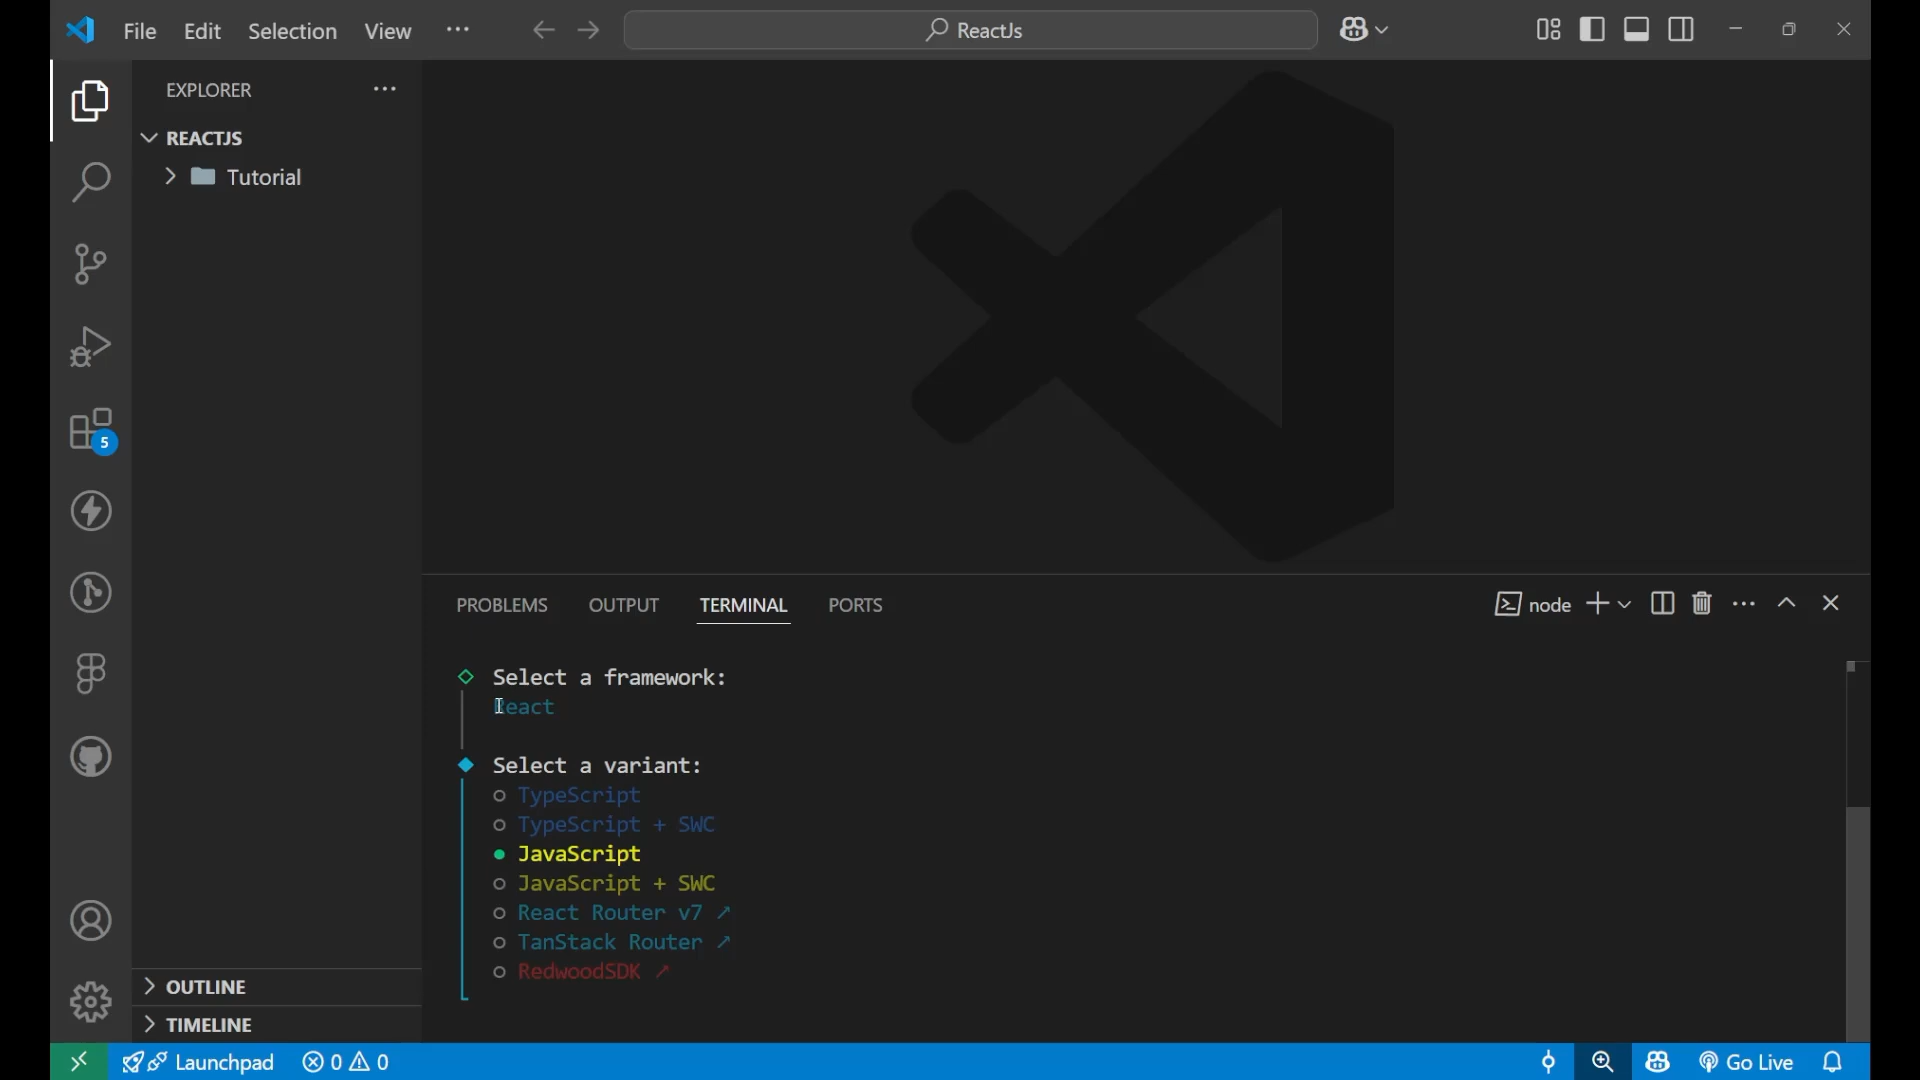 File Edit Selection View ···
ReactJs
EXPLORER ···
REACTJS
Tutorial
5
PROBLEMS OUTPUT TERMINAL PORTS
node
Select a framework:
React
Select a variant:
TypeScript
TypeScript + SWC
JavaScript
JavaScript + SWC
React Router v7 ↗
TanStack Router ↗
RedwoodSDK ↗
OUTLINE
TIMELINE
Launchpad 0 0
Go Live